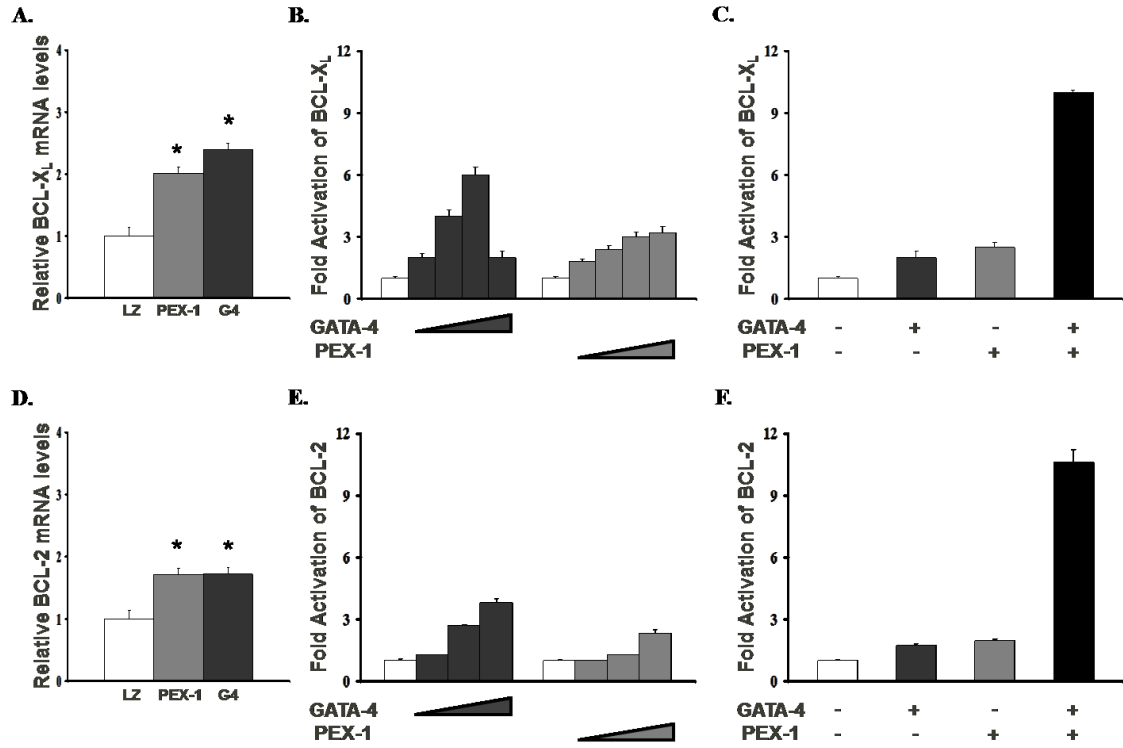 A.
Relative BCL-XL mRNA levels
4
3
2
1
0
*
*
LZ PEX-1 G4
B.
Fold Activation of BCL-XL
12
9
6
3
0
GATA-4
PEX-1
C.
Fold Activation of BCL-XL
12
9
6
3
0
GATA-4 - + - +
PEX-1 - - + +
D.
Relative BCL-2 mRNA levels
4
3
2
1
0
* *
LZ PEX-1 G4
E.
Fold Activation of BCL-2
12
9
6
3
0
GATA-4
PEX-1
F.
Fold Activation of BCL-2
12
9
6
3
0
GATA-4 - + - +
PEX-1 - - + +